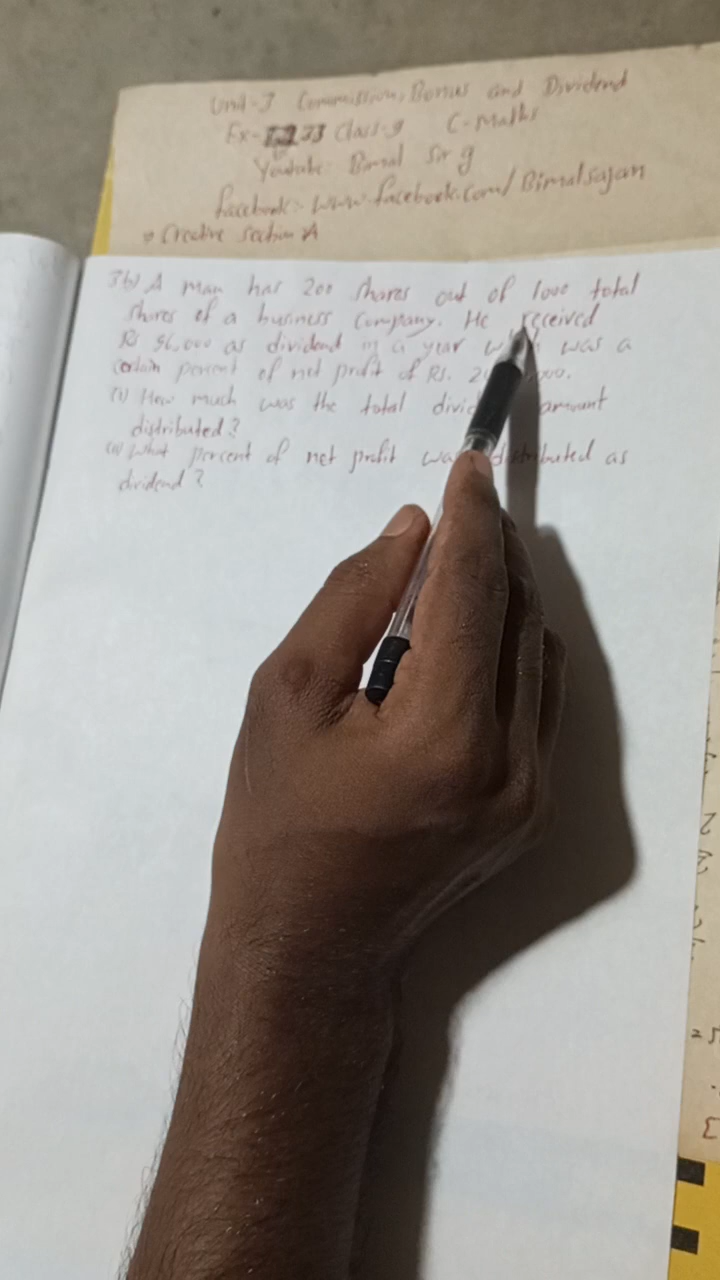 Unit-3 Commission, Bonus and Dividend
Ex- 3.3 Class-9 C-Maths
Youtube: Bimal Sir g
facebook:- www.facebook.com/Bimalsajan
Creative Section A
3b) A man has 200 shares out of 1000 total
shares of a business company. He received
Rs 96,000 as dividend in a year was a
certain percent of net profit of Rs.
(i) How much was the total amount
distributed?
(ii) What percent of net profit was distributed as
dividend?